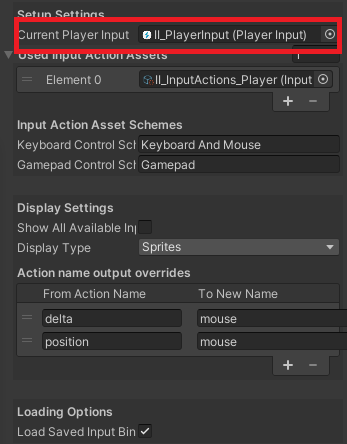 Setup Settings
Current Player Input II_PlayerInput (Player Input)
Used Input Action Assets 1
Element 0 II_InputActions_Player (Input
Input Action Asset Schemes
Keyboard Control Sch Keyboard And Mouse
Gamepad Control Sch Gamepad
Display Settings
Show All Available Inp
Display Type Sprites
Action name output overrides
From Action Name To New Name
delta mouse
position mouse
Loading Options
Load Saved Input Bin